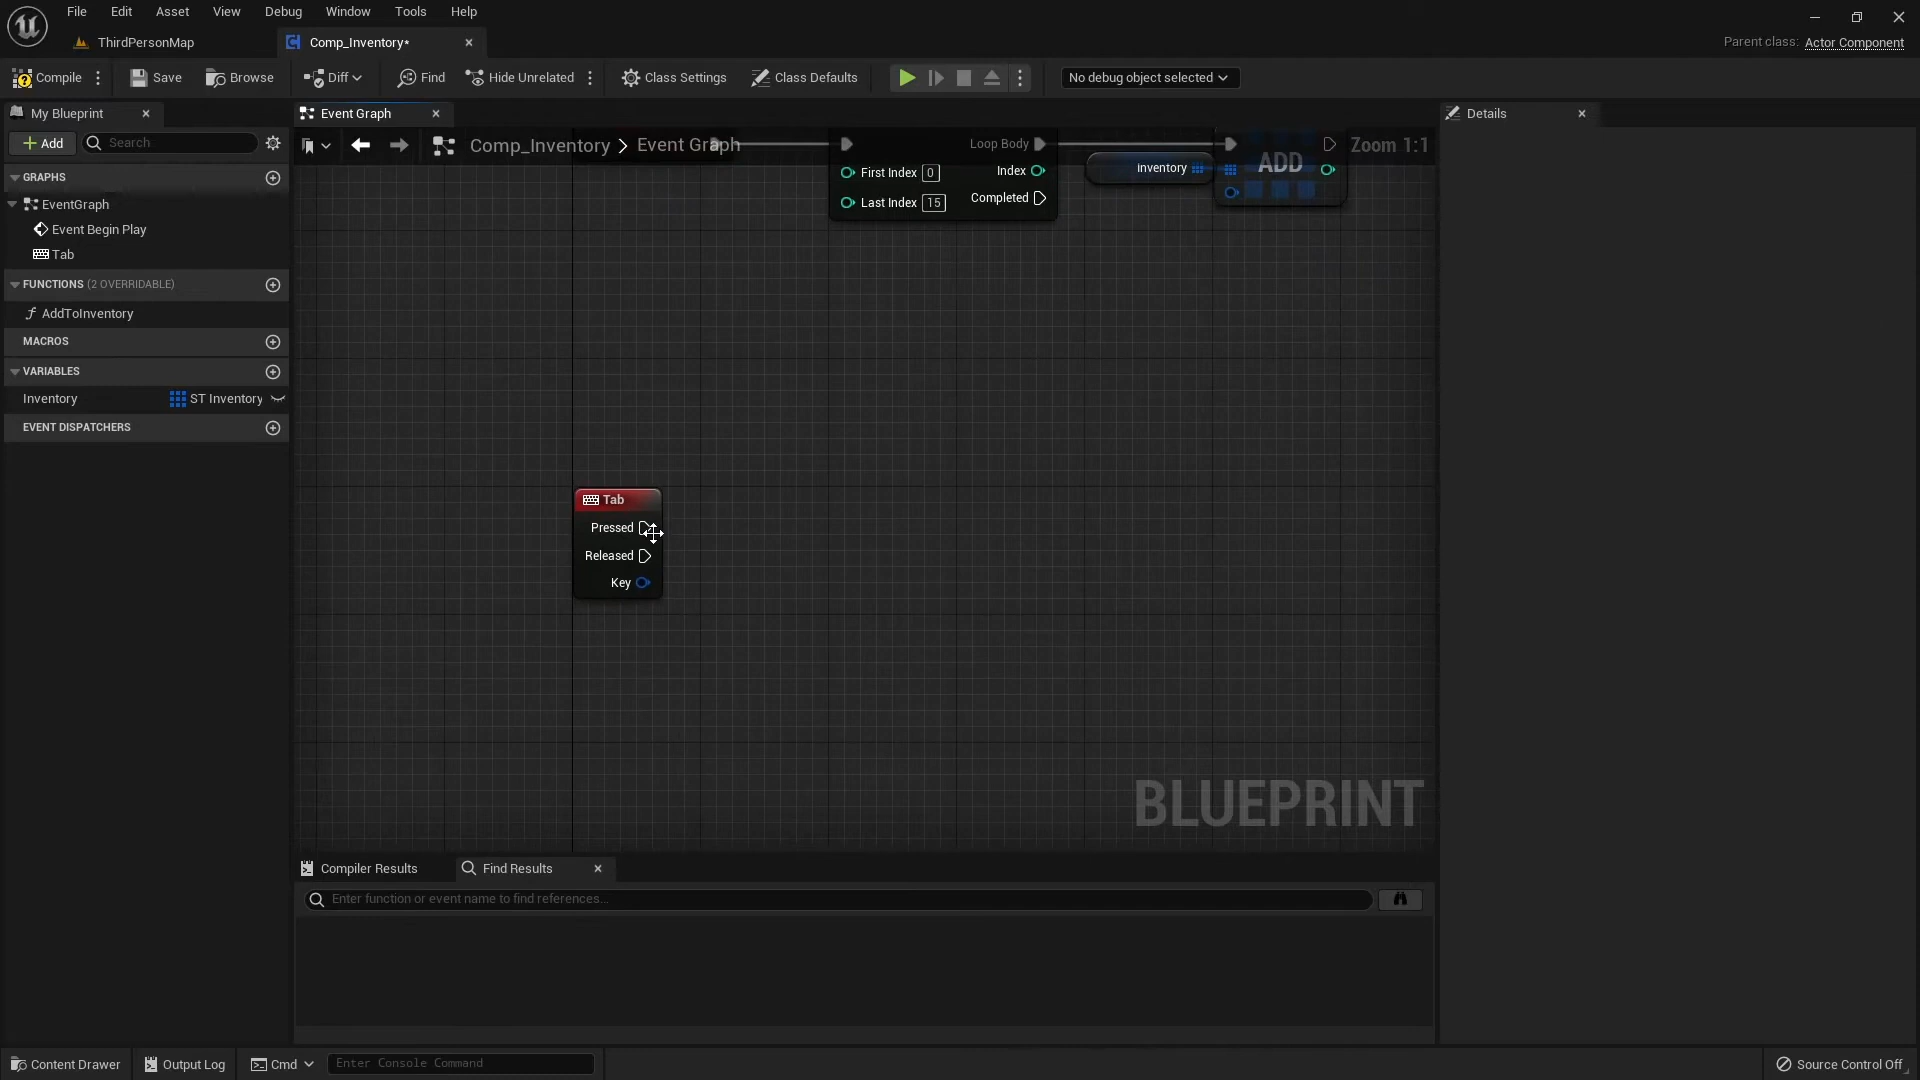 File Edit Asset View Debug Window Tools Help
ThirdPersonMap
Comp_Inventory*
Parent class: Actor Component
Compile
Save
Browse
Diff
Find
Hide Unrelated
Class Settings
Class Defaults
No debug object selected
My Blueprint
Event Graph
Details
Add
Search
Comp_Inventory > Event Graph
Zoom 1:1
GRAPHS
EventGraph
Event Begin Play
Tab
FUNCTIONS (2 OVERRIDABLE)
AddToInventory
MACROS
VARIABLES
Inventory
ST Inventory
EVENT DISPATCHERS
Loop Body
First Index 0
Index
Last Index 15
Completed
Inventory
ADD
Tab
Pressed
Released
Key
BLUEPRINT
Compiler Results
Find Results
Enter function or event name to find references...
Content Drawer
Output Log
Cmd
Enter Console Command
Source Control Off